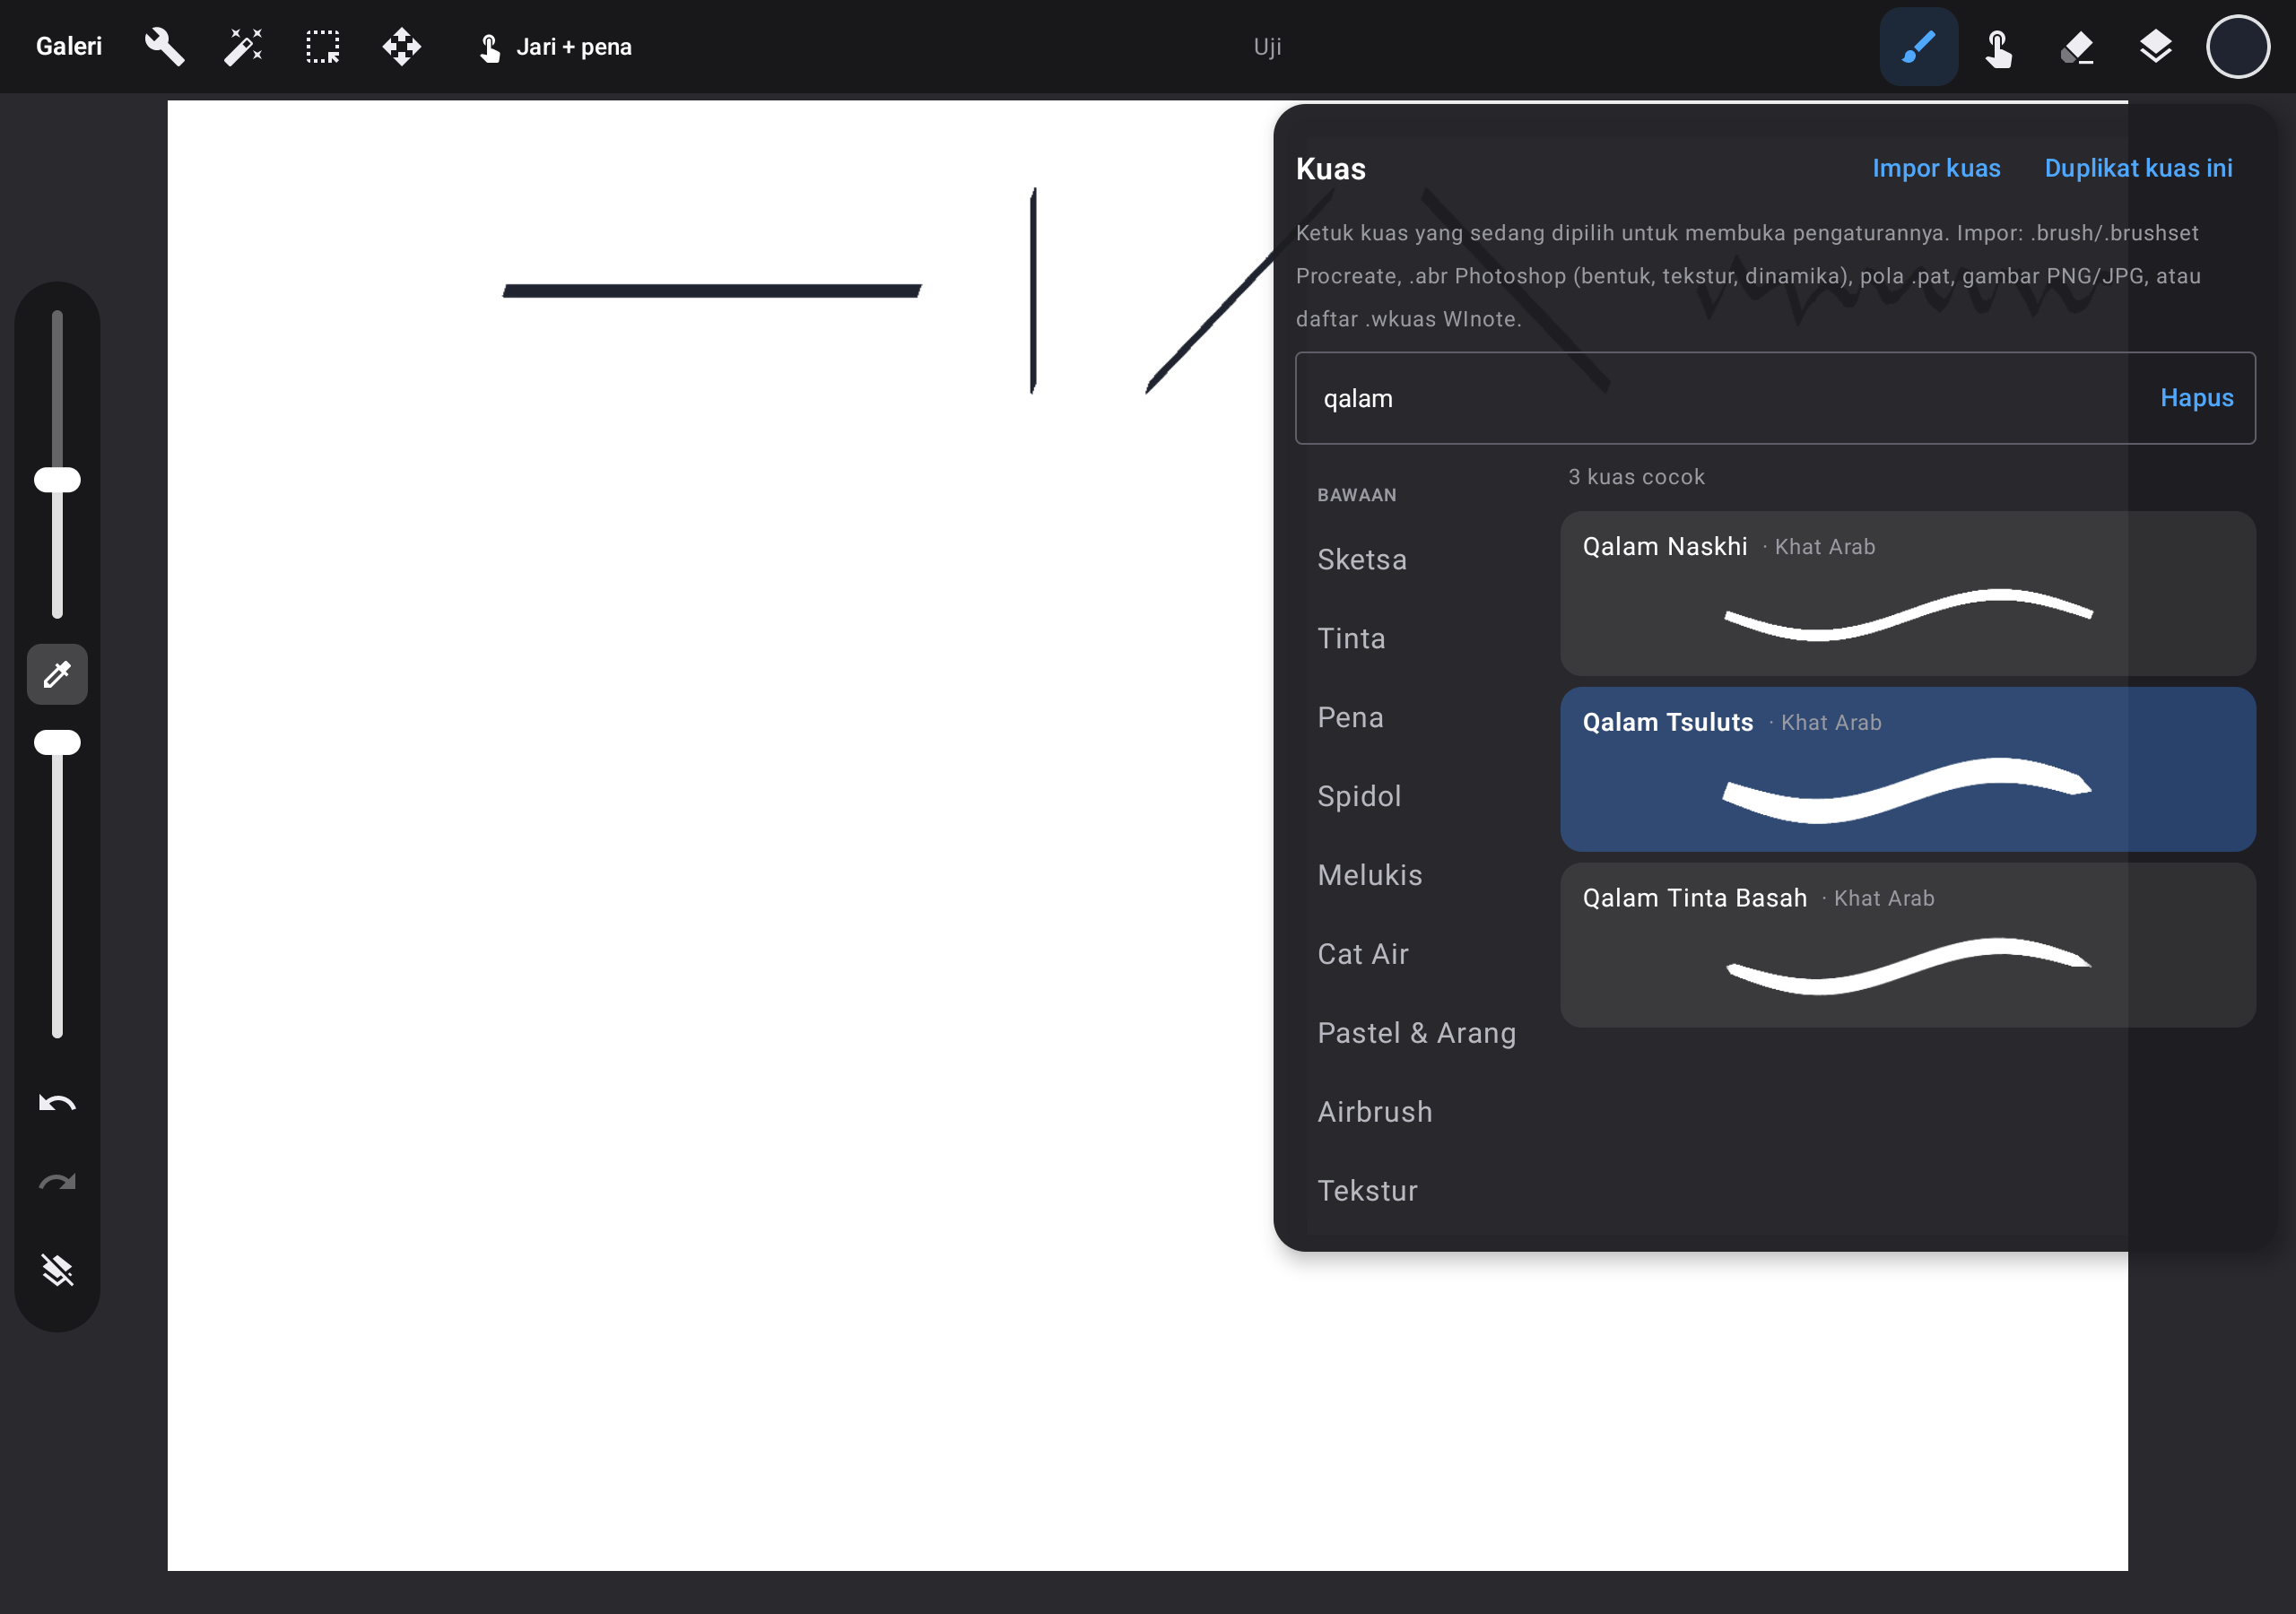 Galeri
Jari + pena
Uji
Kuas
Impor kuas
Duplikat kuas ini
Ketuk kuas yang sedang dipilih untuk membuka pengaturannya. Impor: .brush/.brushset
Procreate, .abr Photoshop (bentuk, tekstur, dinamika), pola .pat, gambar PNG/JPG, atau
daftar .wkuas WInote.
qalam
Hapus
BAWAAN
Sketsa
Tinta
Pena
Spidol
Melukis
Cat Air
Pastel & Arang
Airbrush
Tekstur
3 kuas cocok
Qalam Naskhi · Khat Arab
Qalam Tsuluts · Khat Arab
Qalam Tinta Basah · Khat Arab